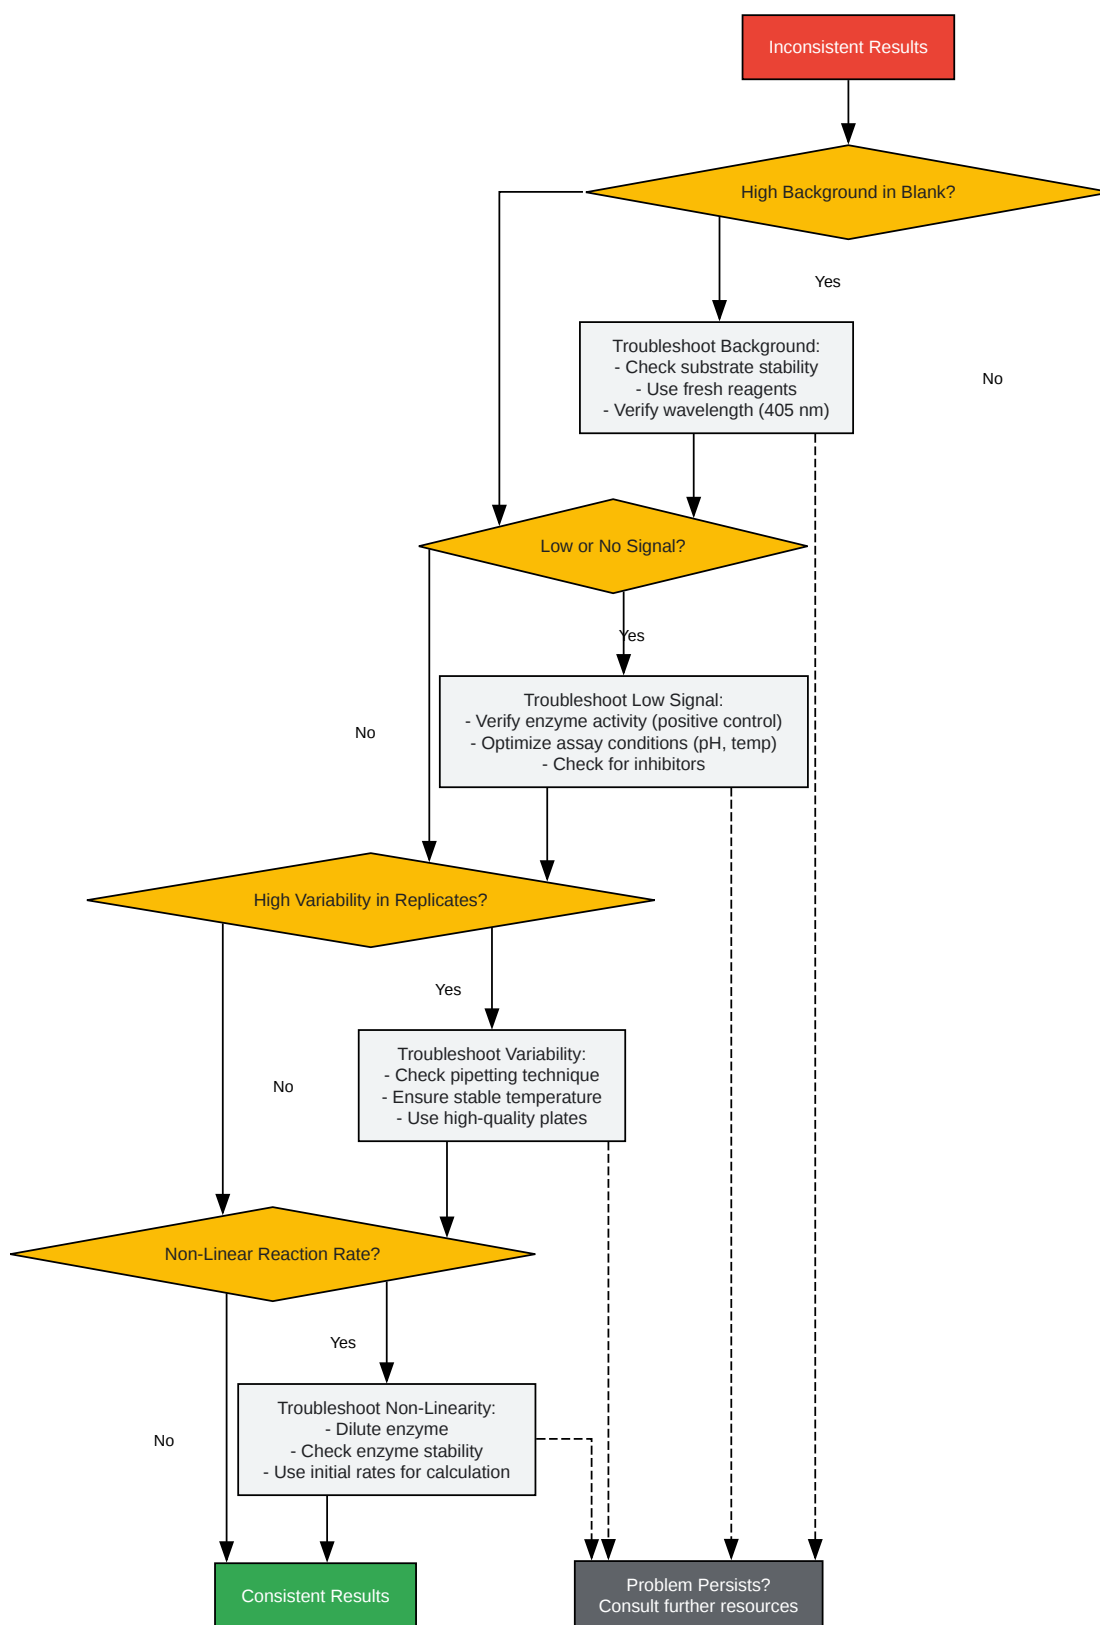 Inconsistent Results
High Background in Blank?
Yes
Troubleshoot Background:
- Check substrate stability
- Use fresh reagents
- Verify wavelength (405 nm)
No
Low or No Signal?
Yes
Troubleshoot Low Signal:
- Verify enzyme activity (positive control)
- Optimize assay conditions (pH, temp)
- Check for inhibitors
No
High Variability in Replicates?
Yes
Troubleshoot Variability:
- Check pipetting technique
- Ensure stable temperature
- Use high-quality plates
No
Non-Linear Reaction Rate?
Yes
Troubleshoot Non-Linearity:
- Dilute enzyme
- Check enzyme stability
- Use initial rates for calculation
No
Consistent Results
Problem Persists?
Consult further resources